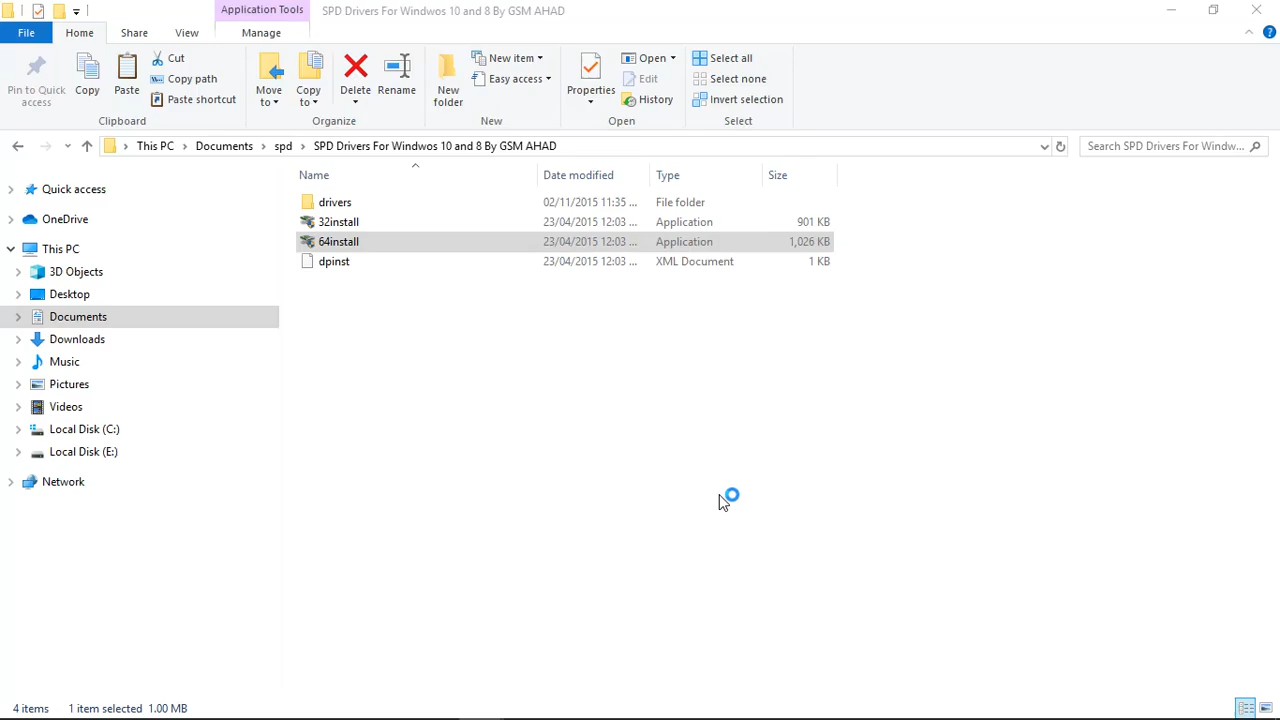 Application Tools
SPD Drivers For Windwos 10 and 8 By GSM AHAD
File
Home
Share
View
Manage
Pin to Quick access
Copy
Paste
Cut
Copy path
Paste shortcut
Clipboard
Move to
Copy to
Delete
Rename
Organize
New folder
New item
Easy access
New
Properties
Open
Edit
History
Open
Select all
Select none
Invert selection
Select
This PC
Documents
spd
SPD Drivers For Windwos 10 and 8 By GSM AHAD
Search SPD Drivers For Windw...
Name
Date modified
Type
Size
drivers 02/11/2015 11:35 ... File folder
32install 23/04/2015 12:03 ... Application 901 KB
64install 23/04/2015 12:03 ... Application 1,026 KB
dpinst 23/04/2015 12:03 ... XML Document 1 KB
Quick access
OneDrive
This PC
3D Objects
Desktop
Documents
Downloads
Music
Pictures
Videos
Local Disk (C:)
Local Disk (E:)
Network
4 items
1 item selected 1.00 MB